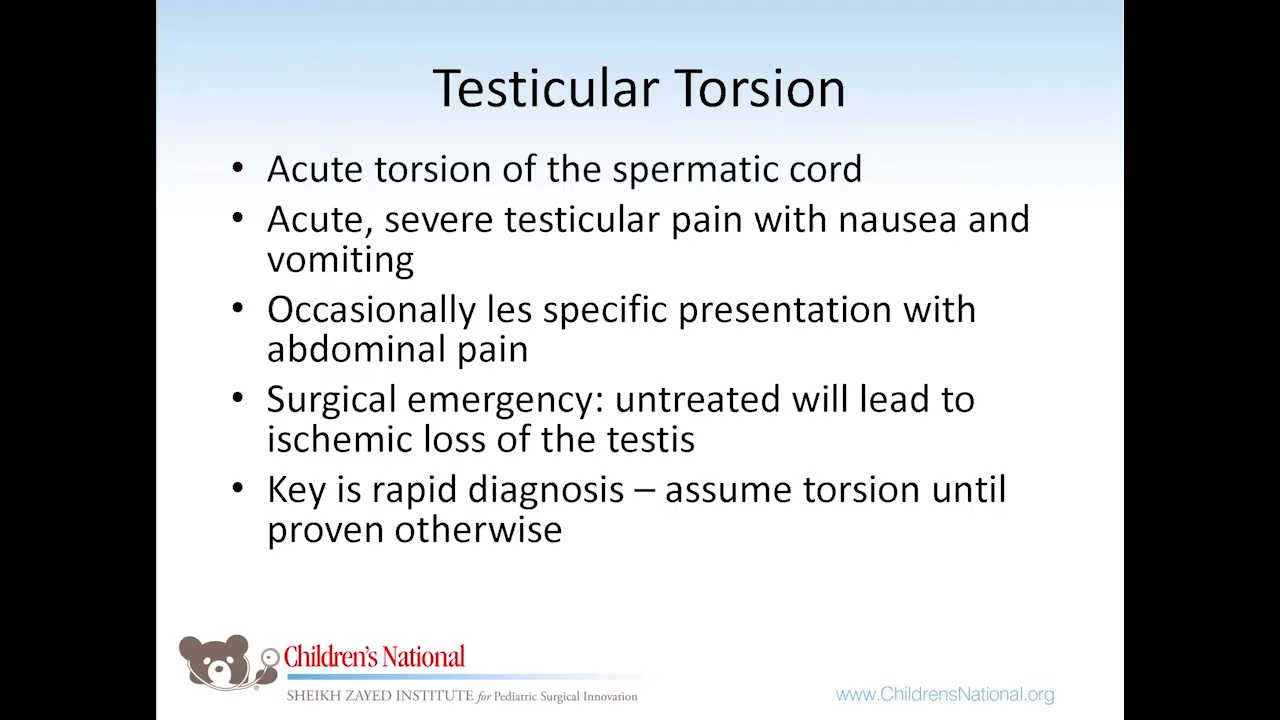 Testicular Torsion
• Acute torsion of the spermatic cord
• Acute, severe testicular pain with nausea and
vomiting
• Occasionally les specific presentation with
abdominal pain
• Surgical emergency: untreated will lead to
ischemic loss of the testis
• Key is rapid diagnosis – assume torsion until
proven otherwise
Children's National
SHEIKH ZAYED INSTITUTE for Pediatric Surgical Innovation
www.ChildrensNational.org